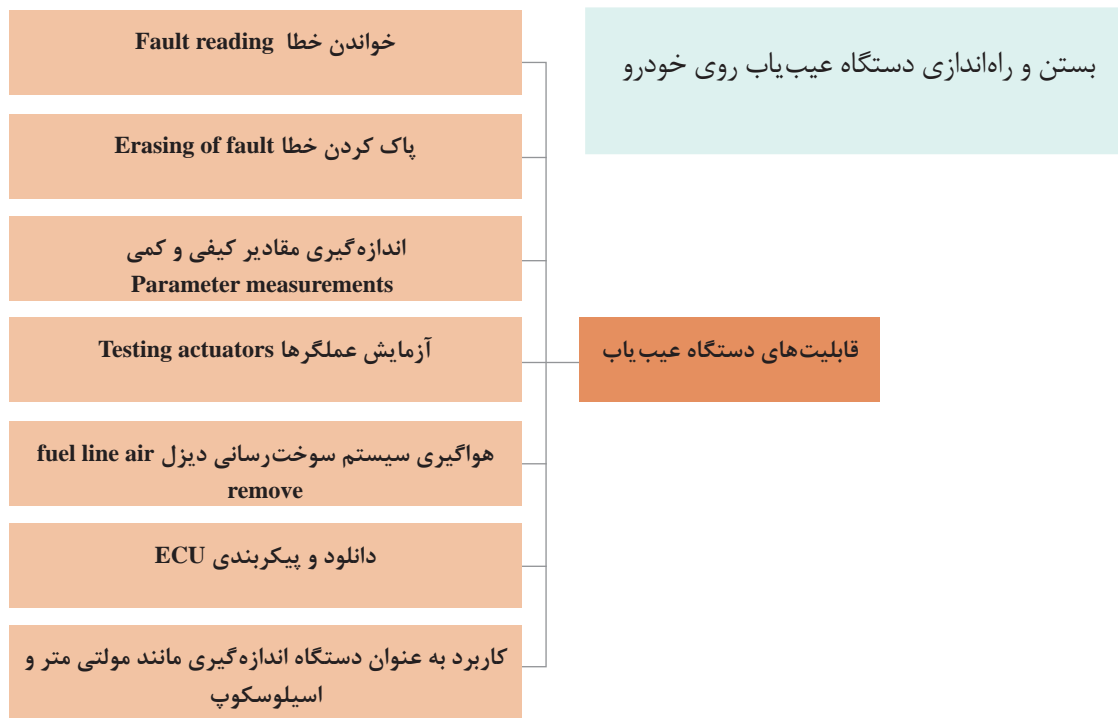 بستن و راه‌اندازی دستگاه عیب‌یاب روی خودرو
قابلیت‌های دستگاه عیب‌یاب
خواندن خطا Fault reading
پاک کردن خطا Erasing of fault
اندازه‌گیری مقادیر کیفی و کمی
Parameter measurements
آزمایش عملگرها Testing actuators
هواگیری سیستم سوخت‌رسانی دیزل fuel line air
remove
دانلود و پیکربندی ECU
کاربرد به عنوان دستگاه اندازه‌گیری مانند مولتی متر و
اسیلوسکوپ